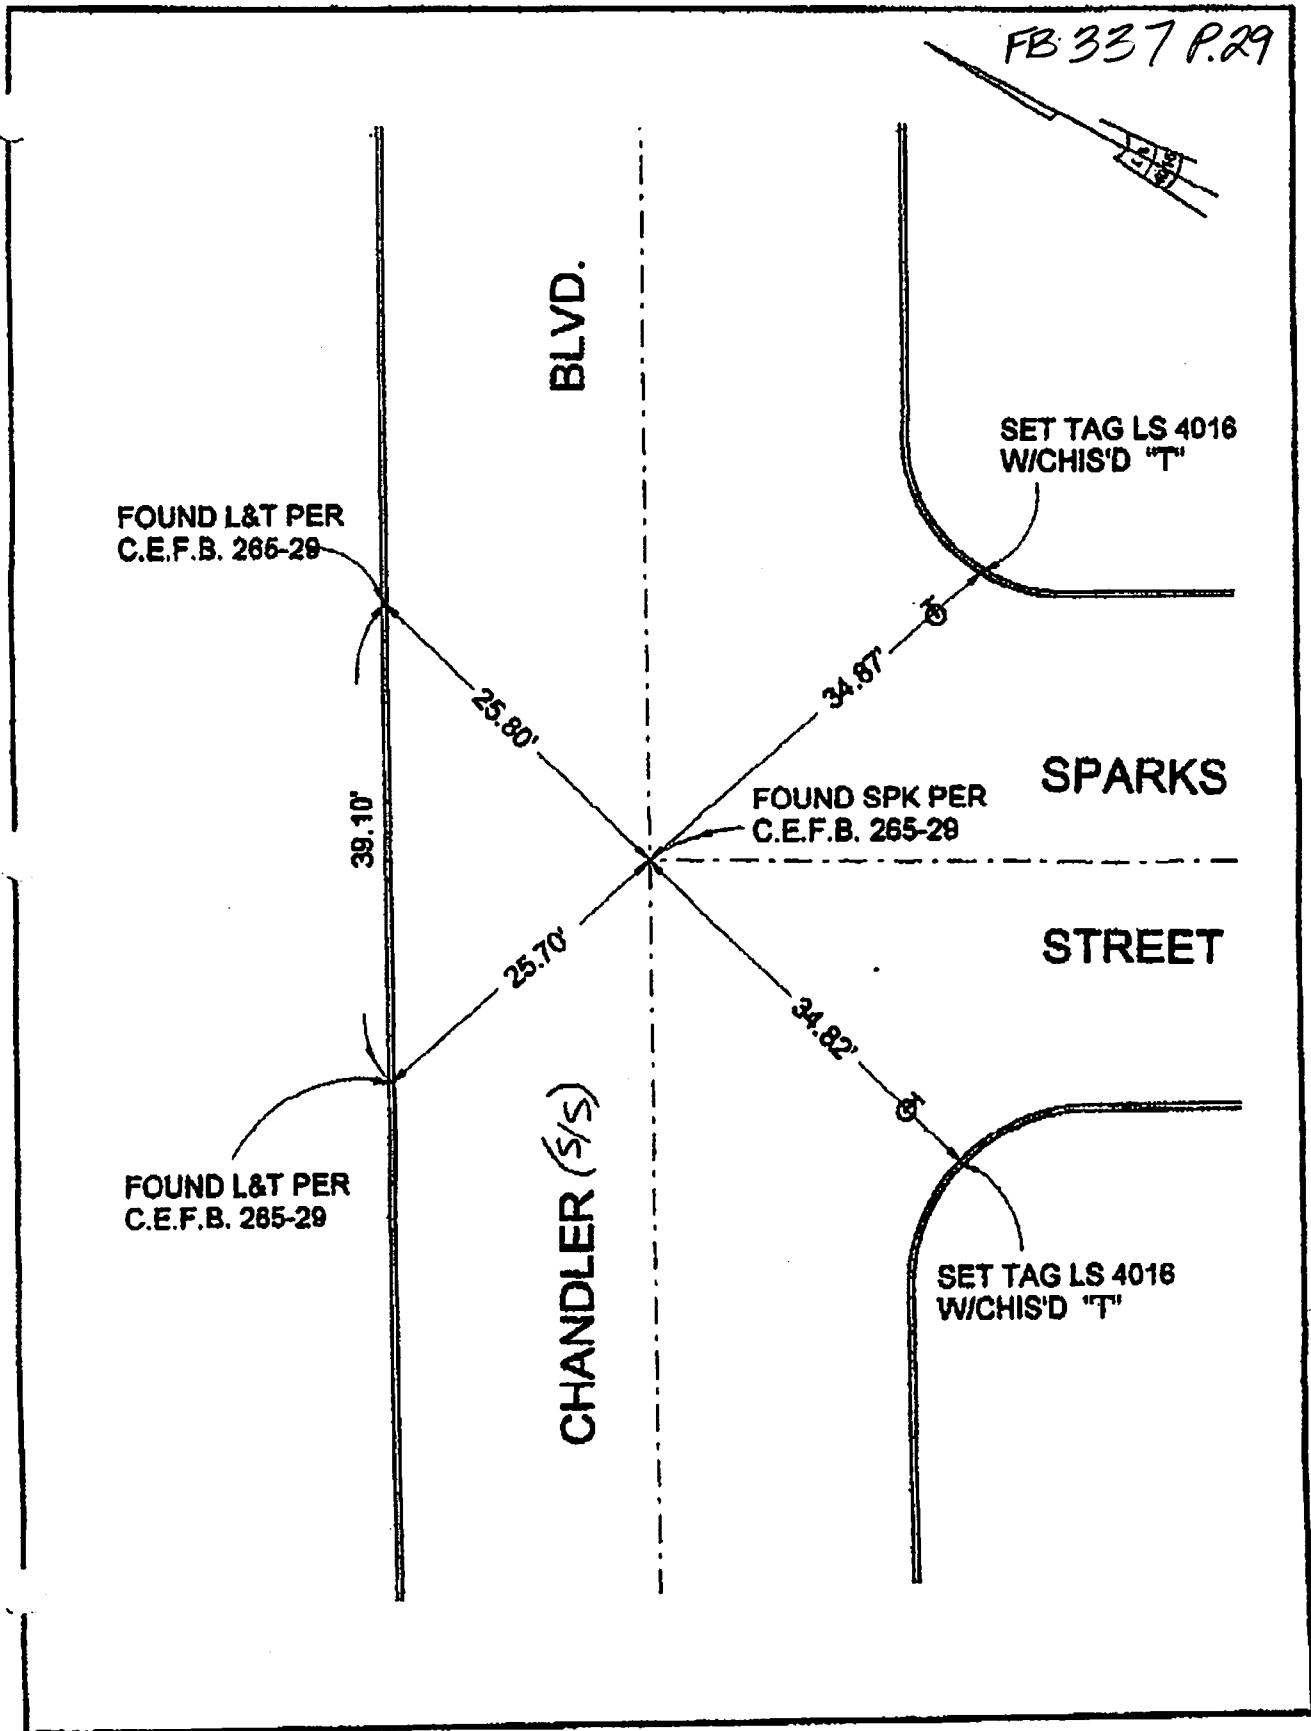 FB 337 P.29
BLVD.
SET TAG LS 4016
W/CHIS'D "T"
FOUND L&T PER
C.E.F.B. 265-29
25.80'
34.87'
39.10'
FOUND SPK PER
C.E.F.B. 265-29
SPARKS
STREET
25.70'
34.82'
CHANDLER (S/S)
FOUND L&T PER
C.E.F.B. 265-29
SET TAG LS 4016
W/CHIS'D "T"